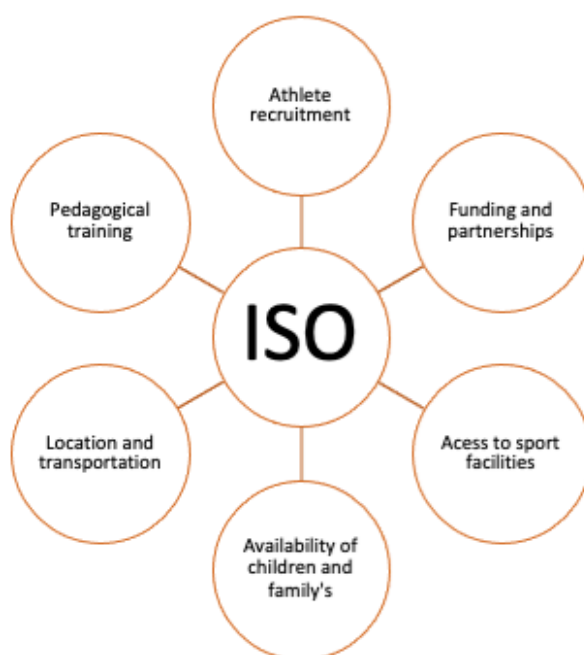 Athlete
recruitment
Pedagogical
training
Funding and
partnerships
ISO
Location and
transportation
Acess to sport
facilities
Availability of
children and
family's